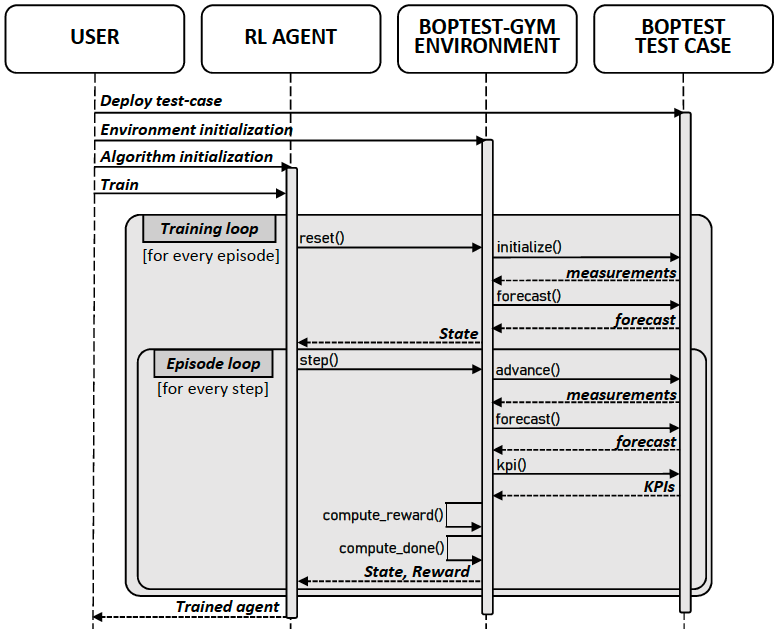 USER
RL AGENT
BOPTEST-GYM
ENVIRONMENT
BOPTEST
TEST CASE
Deploy test-case
Environment initialization
Algorithm initialization
Train
Training loop
[for every episode]
reset()
initialize()
measurements
forecast()
forecast
State
Episode loop
[for every step]
step()
advance()
measurements
forecast()
forecast
kpi()
KPIs
compute_reward()
compute_done()
State, Reward
Trained agent